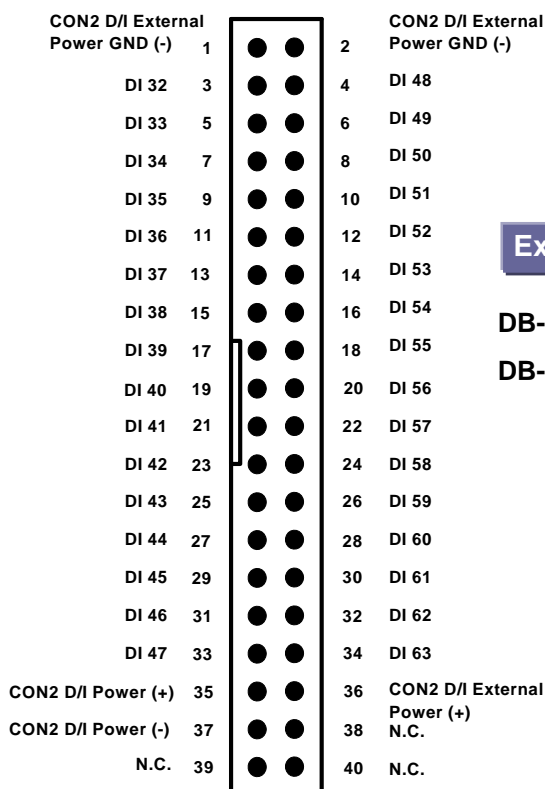 CON2 D/I External
Power GND (-) 1 2 CON2 D/I External
Power GND (-)
DI 32 3 4 DI 48
DI 33 5 6 DI 49
DI 34 7 8 DI 50
DI 35 9 10 DI 51
DI 36 11 12 DI 52
DI 37 13 14 DI 53
DI 38 15 16 DI 54
DI 39 17 18 DI 55
DI 40 19 20 DI 56
DI 41 21 22 DI 57
DI 42 23 24 DI 58
DI 43 25 26 DI 59
DI 44 27 28 DI 60
DI 45 29 30 DI 61
DI 46 31 32 DI 62
DI 47 33 34 DI 63
CON2 D/I Power (+) 35 36 CON2 D/I External
Power (+)
CON2 D/I Power (-) 37 38 N.C.
N.C. 39 40 N.C.
Ex
DB-
DB-